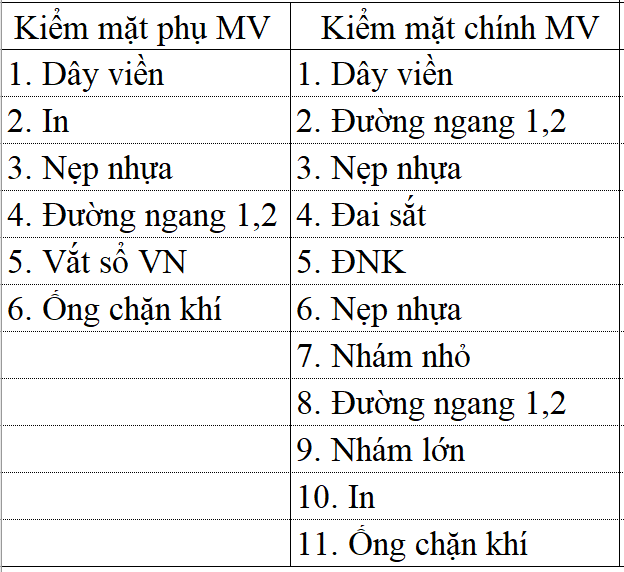 Kiểm mặt phụ MV Kiểm mặt chính MV
1. Dây viền 1. Dây viền
2. In 2. Đường ngang 1,2
3. Nẹp nhựa 3. Nẹp nhựa
4. Đường ngang 1,2 4. Đai sắt
5. Vắt sổ VN 5. ĐNK
6. Ống chặn khí 6. Nẹp nhựa
7. Nhám nhỏ
8. Đường ngang 1,2
9. Nhám lớn
10. In
11. Ống chặn khí